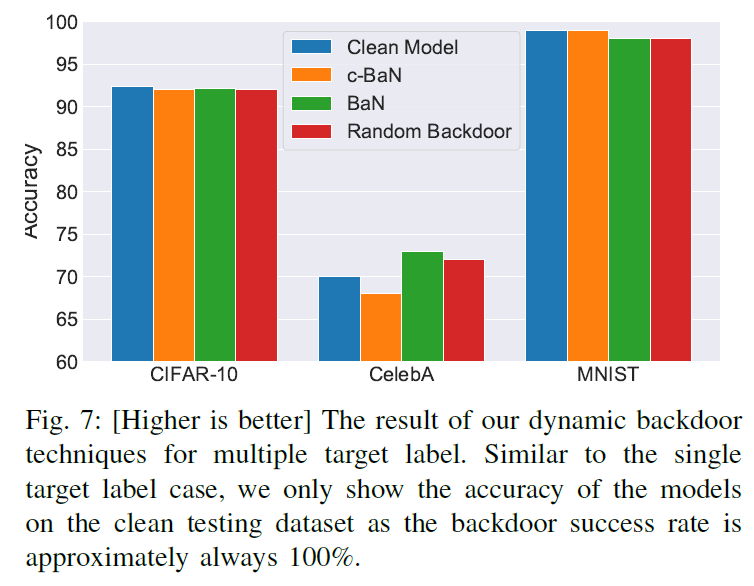 100
95
90
85
80
75
70
65
60
Accuracy
Clean Model
c-BaN
BaN
Random Backdoor
CIFAR-10
CelebA
MNIST
Fig. 7: [Higher is better] The result of our dynamic backdoor
techniques for multiple target label. Similar to the single
target label case, we only show the accuracy of the models
on the clean testing dataset as the backdoor success rate is
approximately always 100%.